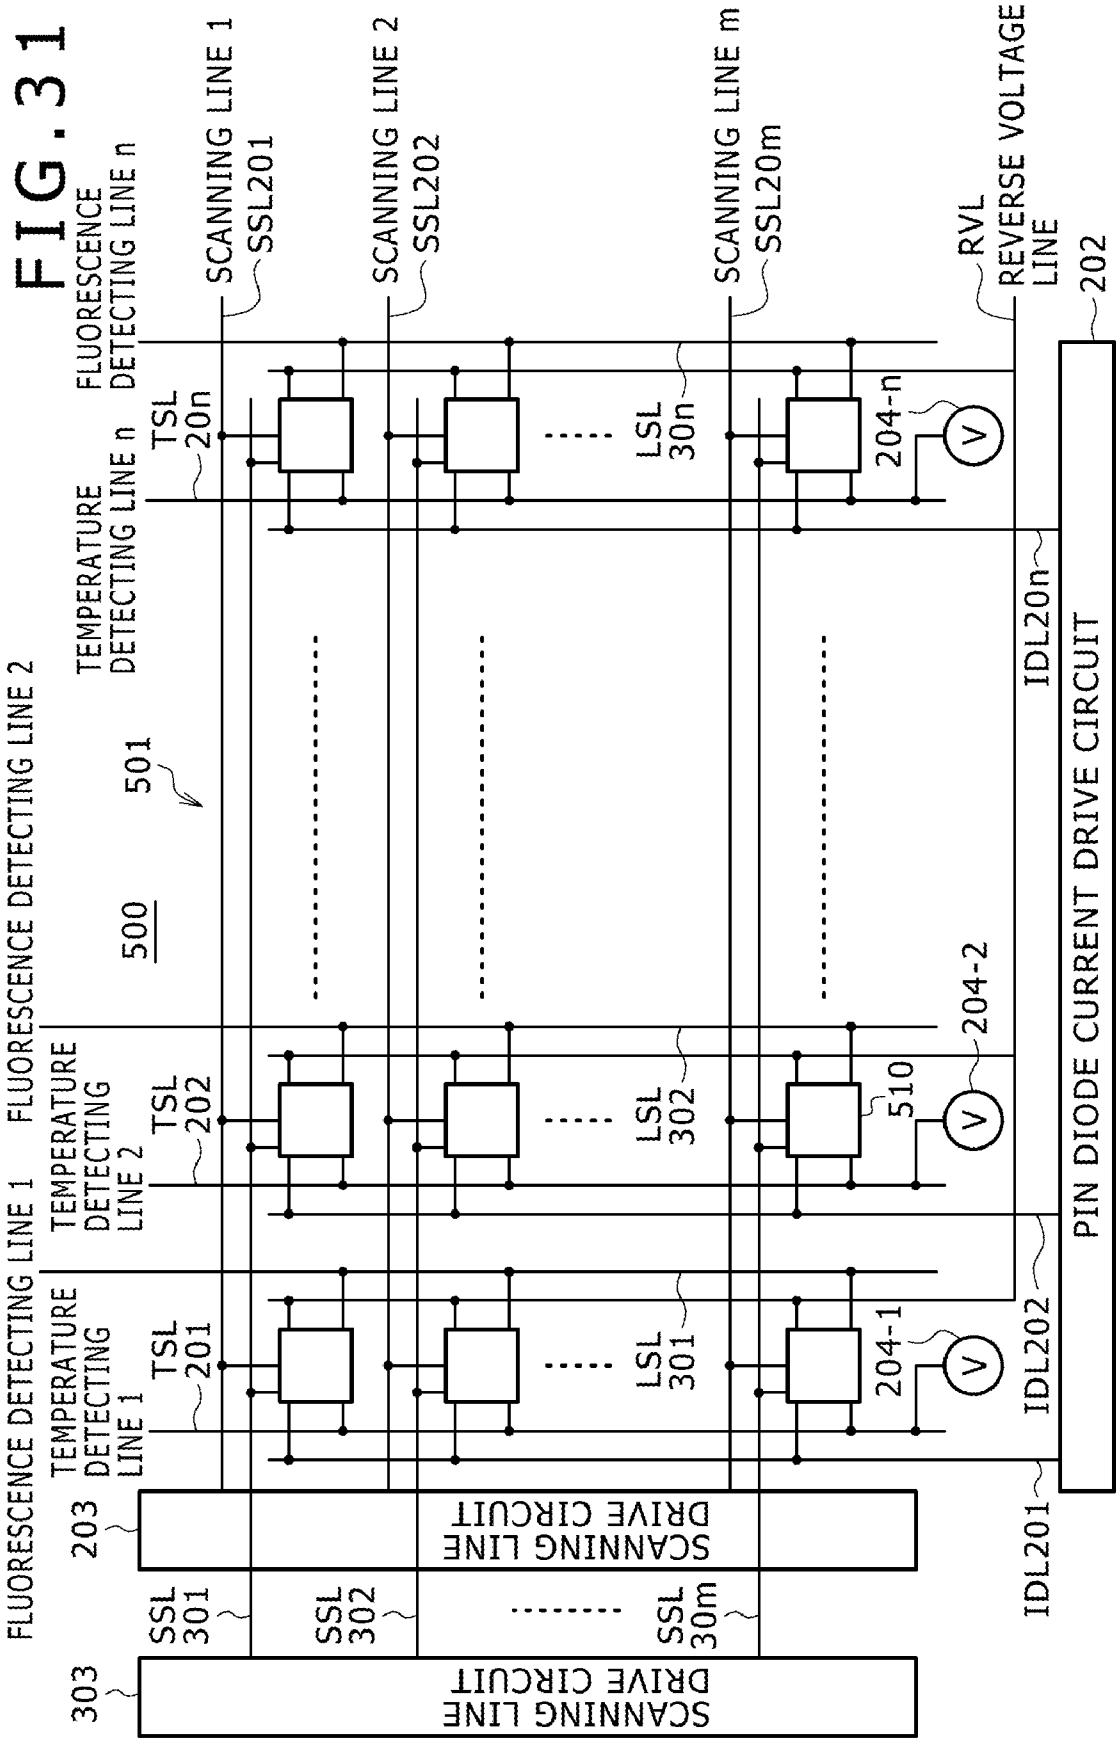 FIG.31
FLUORESCENCE DETECTING LINE 1
FLUORESCENCE DETECTING LINE 2
FLUORESCENCE
DETECTING LINE n
TEMPERATURE
DETECTING
LINE 1
TEMPERATURE
DETECTING
LINE 2
TEMPERATURE
DETECTING LINE n
500
501
303
203
TSL
201
TSL
202
TSL
20n
SCANNING LINE 1
SSL201
SSL
301
SCANNING LINE 2
SSL202
SSL
302
SCANNING LINE m
SSL20m
SSL
30m
SCANNING LINE
DRIVE CIRCUIT
SCANNING LINE
DRIVE CIRCUIT
LSL
301
LSL
302
LSL
30n
510
204-1
204-2
204-n
V
V
V
RVL
REVERSE VOLTAGE
LINE
IDL201
IDL202
IDL20n
202
PIN DIODE CURRENT DRIVE CIRCUIT